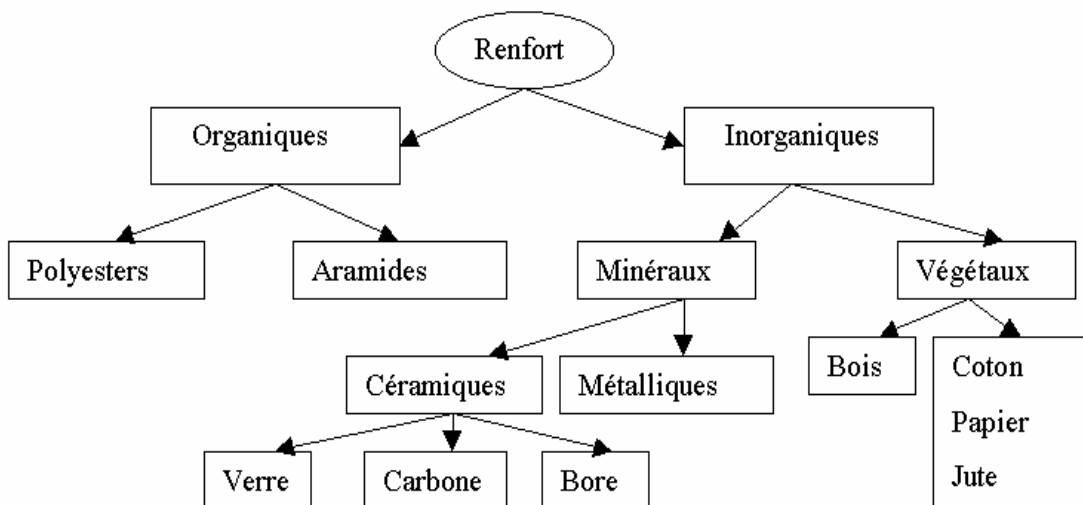 Renfort
Organiques
Inorganiques
Polyesters
Aramides
Minéraux
Végétaux
Céramiques
Métalliques
Bois
Coton
Papier
Jute
Verre
Carbone
Bore